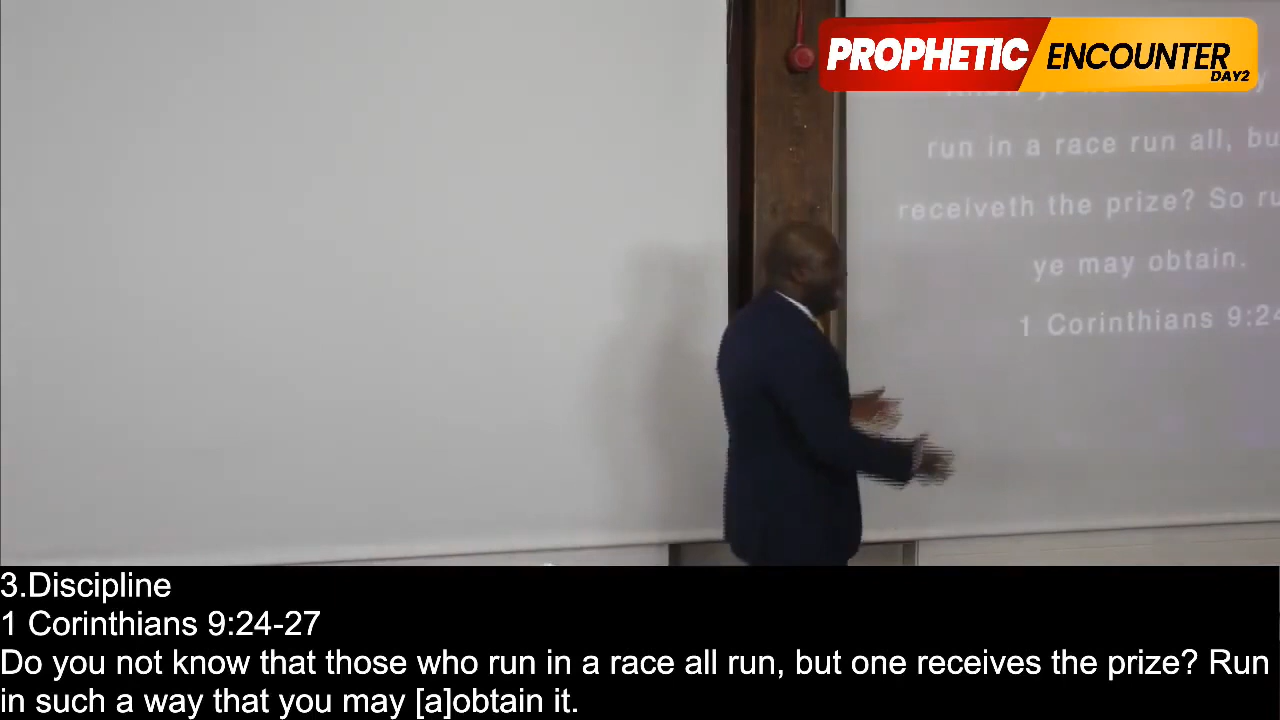 PROPHETIC ENCOUNTER
DAY2
run in a race run all, bu
receiveth the prize? So ru
ye may obtain.
1 Corinthians 9:24
3.Discipline
1 Corinthians 9:24-27
Do you not know that those who run in a race all run, but one receives the prize? Run
in such a way that you may [a]obtain it.